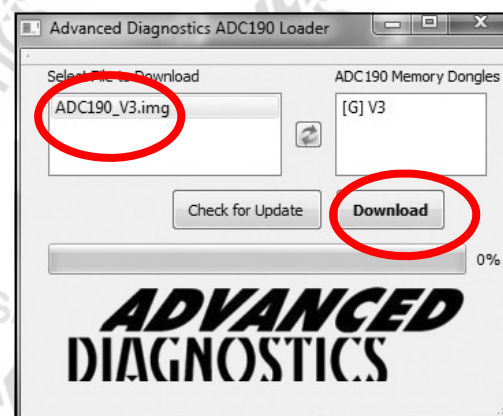 Advanced Diagnostics ADC190 Loader
Select File to Download
ADC190 Memory Dongles
ADC190_V3.img
[G] V3
Check for Update
Download
0%
ADVANCED
DIAGNOSTICS